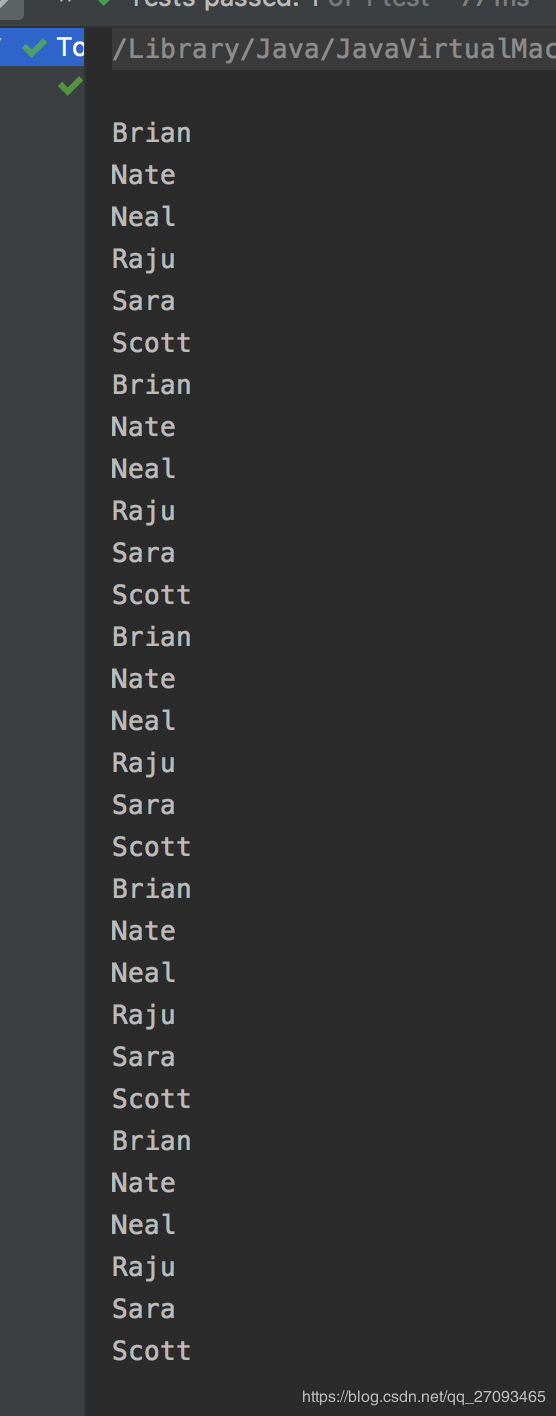 Tests passed: 1 of 1 test - 77 ms
To
/Library/Java/JavaVirtualMac
Brian
Nate
Neal
Raju
Sara
Scott
Brian
Nate
Neal
Raju
Sara
Scott
Brian
Nate
Neal
Raju
Sara
Scott
Brian
Nate
Neal
Raju
Sara
Scott
Brian
Nate
Neal
Raju
Sara
Scott
https://blog.csdn.net/qq_27093465